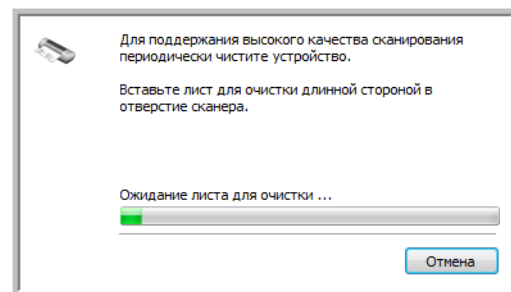 Для поддержания высокого качества сканирования
периодически чистите устройство.
Вставьте лист для очистки длинной стороной в
отверстие сканера.
Ожидание листа для очистки ...
Отмена